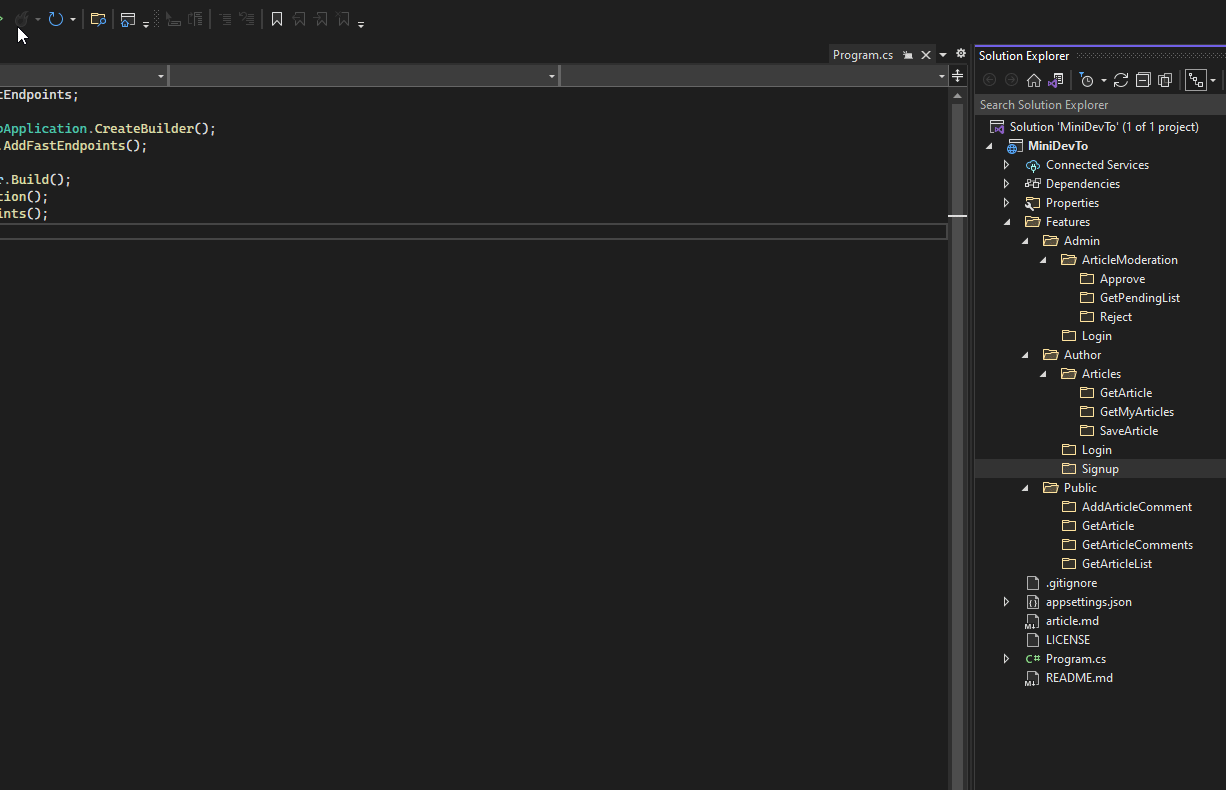 Program.cs
tEndpoints;
Application.CreateBuilder();
.AddFastEndpoints();
r.Build();
tion();
ints();
Solution Explorer
Search Solution Explorer
Solution 'MiniDevTo' (1 of 1 project)
MiniDevTo
Connected Services
Dependencies
Properties
Features
Admin
ArticleModeration
Approve
GetPendingList
Reject
Login
Author
Articles
GetArticle
GetMyArticles
SaveArticle
Login
Signup
Public
AddArticleComment
GetArticle
GetArticleComments
GetArticleList
.gitignore
appsettings.json
article.md
LICENSE
C# Program.cs
README.md